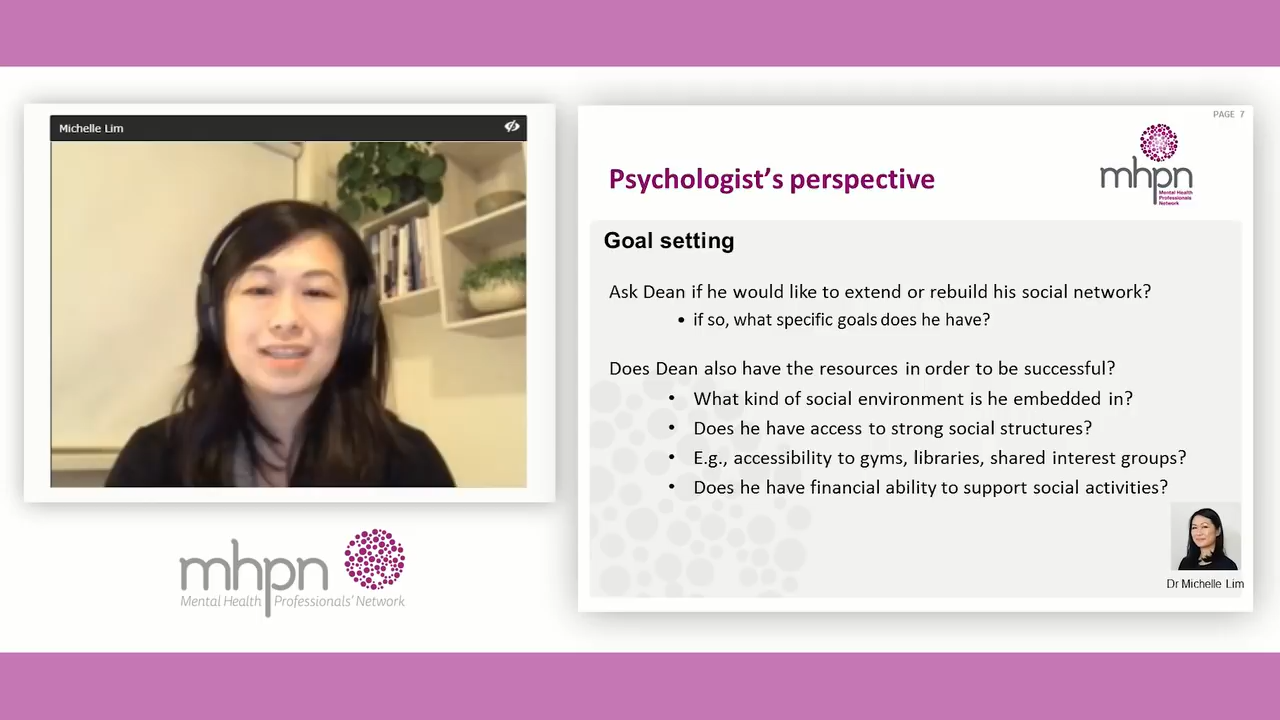 Michelle Lim
mhpn
Mental Health Professionals' Network
PAGE 7
mhpn
Mental Health
Professionals
Network
Psychologist's perspective
Goal setting
Ask Dean if he would like to extend or rebuild his social network?
• if so, what specific goals does he have?
Does Dean also have the resources in order to be successful?
• What kind of social environment is he embedded in?
• Does he have access to strong social structures?
• E.g., accessibility to gyms, libraries, shared interest groups?
• Does he have financial ability to support social activities?
Dr Michelle Lim